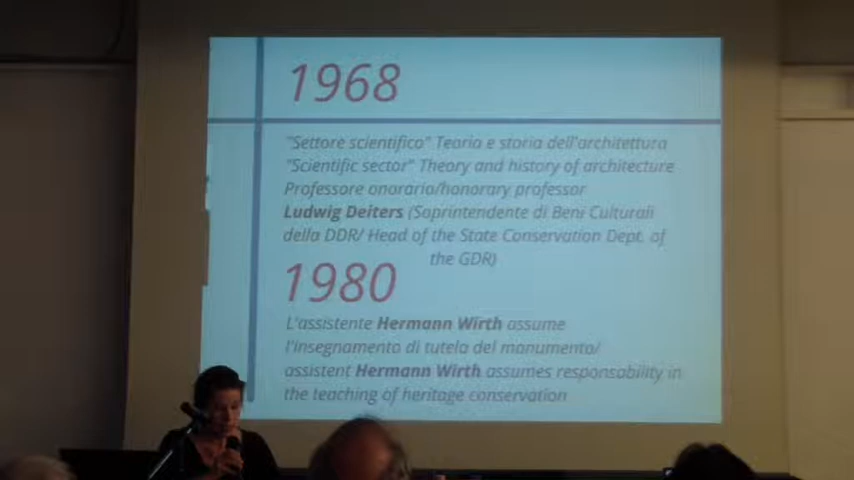 1968
"Settore scientifico" Teoria e storia dell'architettura
"Scientific sector" Theory and history of architecture
Professore onorario/honorary professor
Ludwig Deiters (Soprintendente di Beni Culturali
della DDR/ Head of the State Conservation Dept. of
the GDR)
1980
L'assistente Hermann Wirth assume
l'insegnamento di tutela del monumento/
assistent Hermann Wirth assumes responsability in
the teaching of heritage conservation